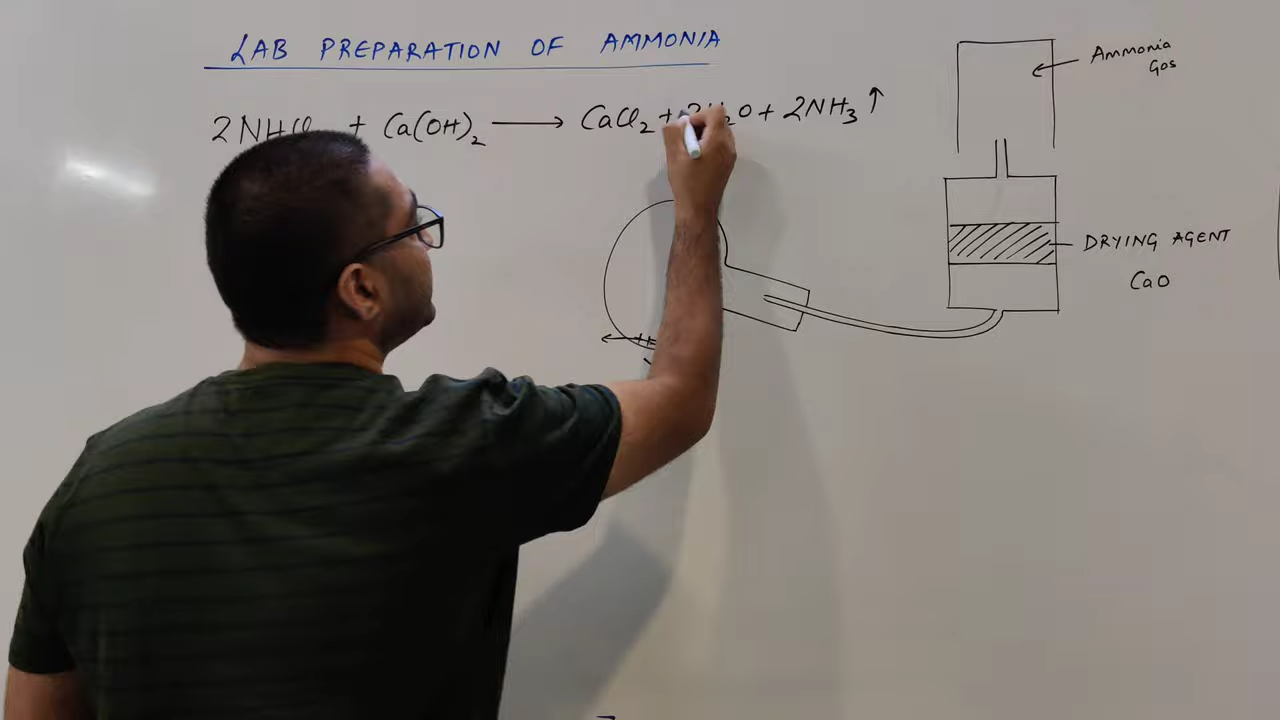 LAB PREPARATION OF AMMONIA
+ Ca(OH)₂ ⟶ CaCl₂ + O + 2NH₃ ↑
Ammonia
Gas
DRYING AGENT
CaO